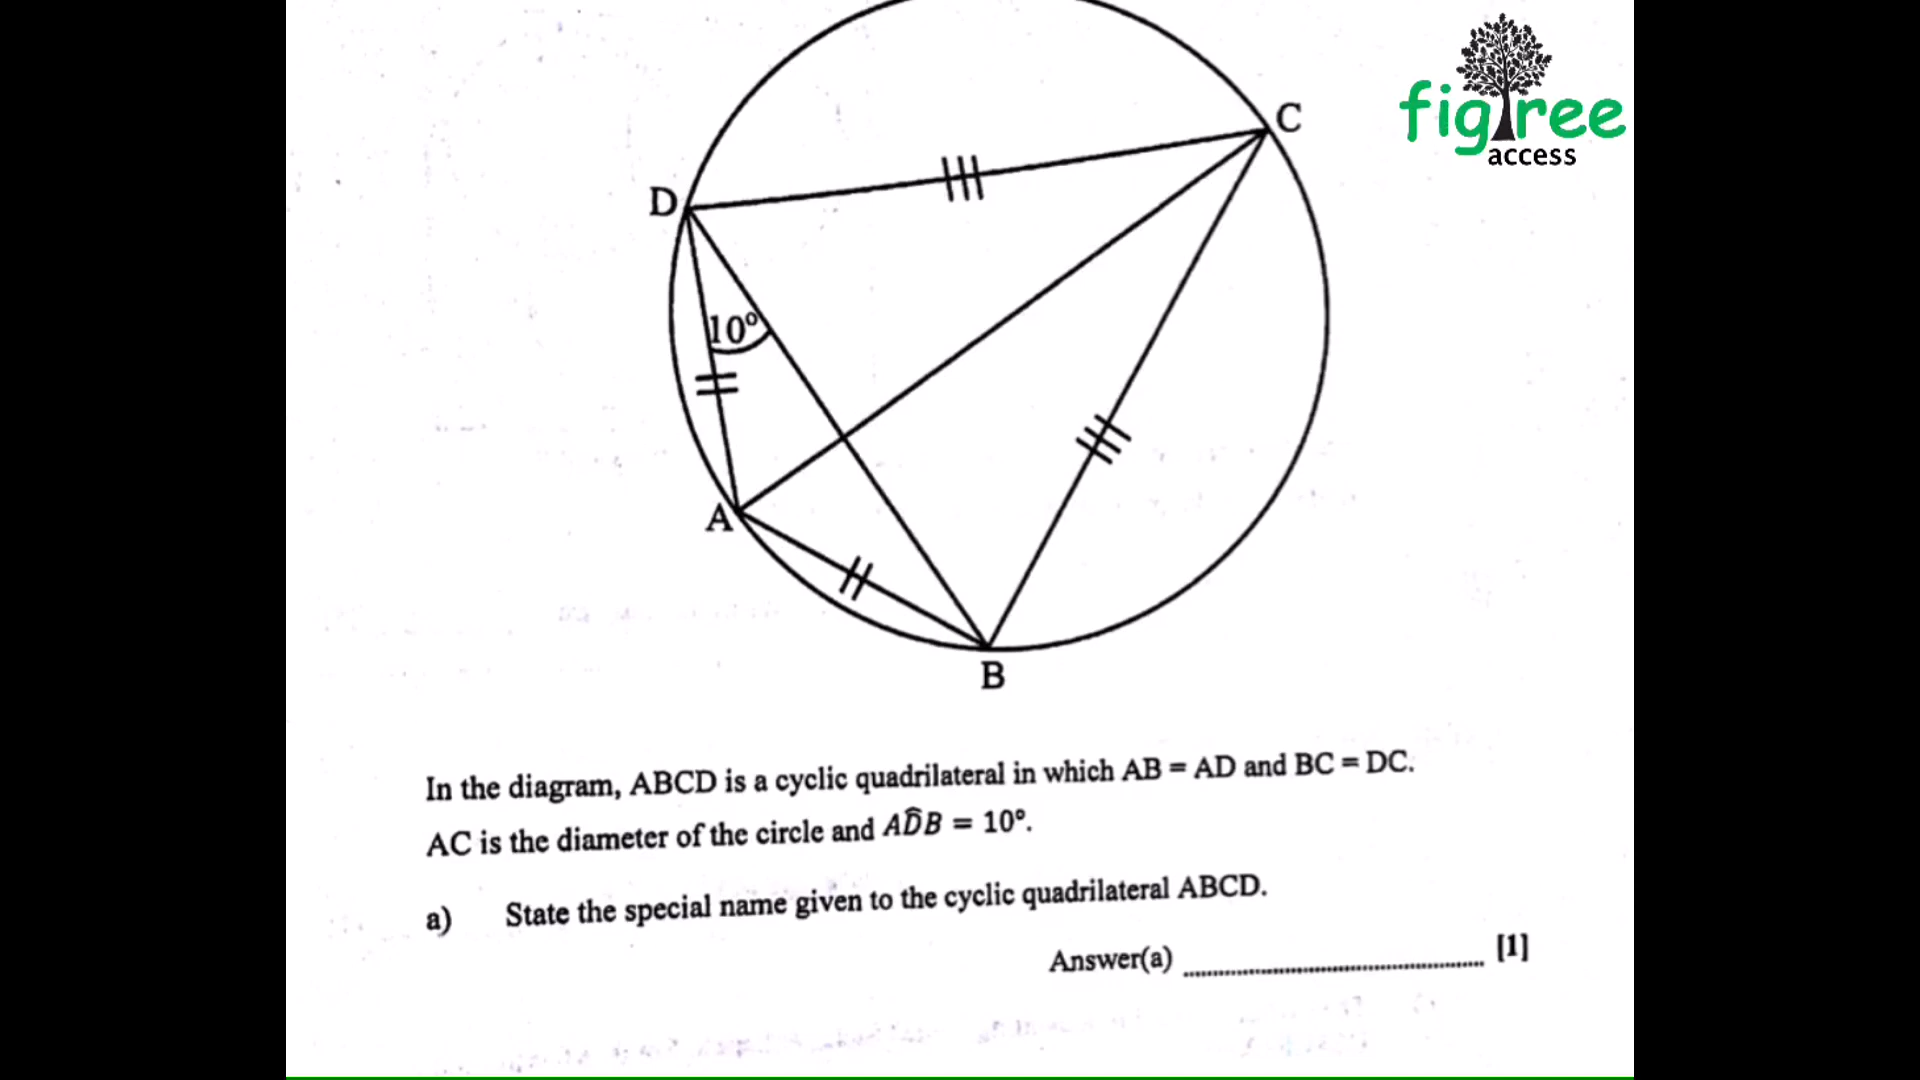 figtree
access
C
D
10°
A
B
In the diagram, ABCD is a cyclic quadrilateral in which AB = AD and BC = DC.
AC is the diameter of the circle and AD̂B = 10°.
a) State the special name given to the cyclic quadrilateral ABCD.
Answer(a) ........................................ [1]